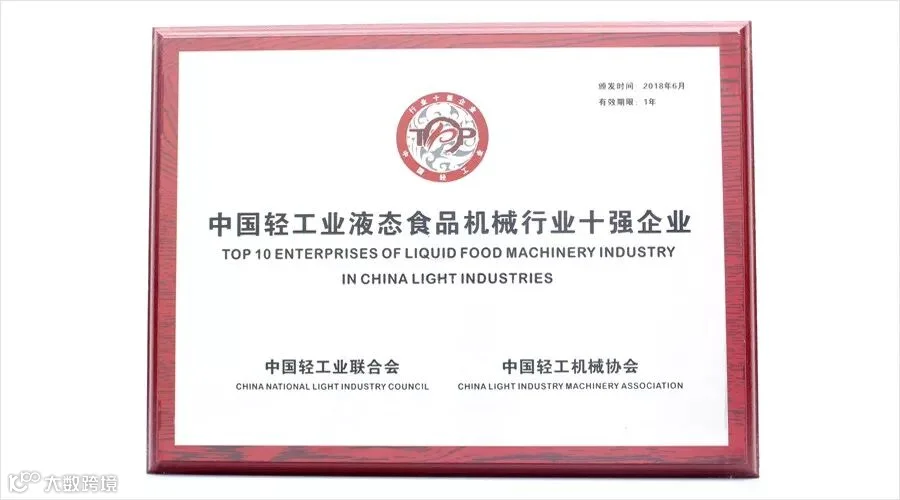 颁发时间：2018年6月
有效期限：1年
行业十强企业
TOP
中国轻工业
中国轻工业液态食品机械行业十强企业
TOP 10 ENTERPRISES OF LIQUID FOOD MACHINERY INDUSTRY
IN CHINA LIGHT INDUSTRIES
中国轻工业联合会
CHINA NATIONAL LIGHT INDUSTRY COUNCIL
中国轻工机械协会
CHINA LIGHT INDUSTRY MACHINERY ASSOCIATION
大数跨境